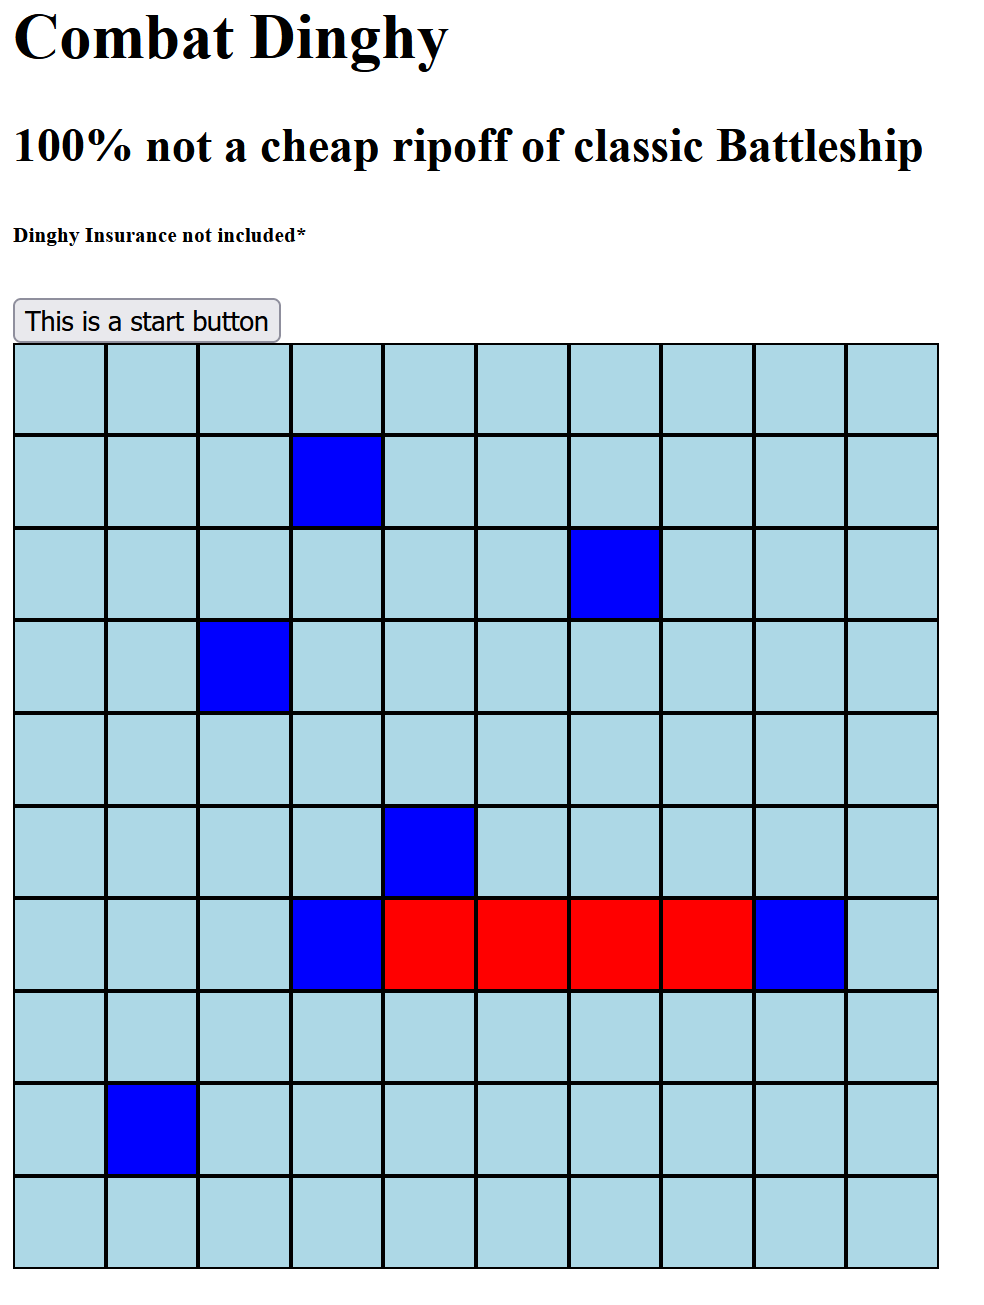 Combat Dinghy
100% not a cheap ripoff of classic Battleship
Dinghy Insurance not included*
This is a start button